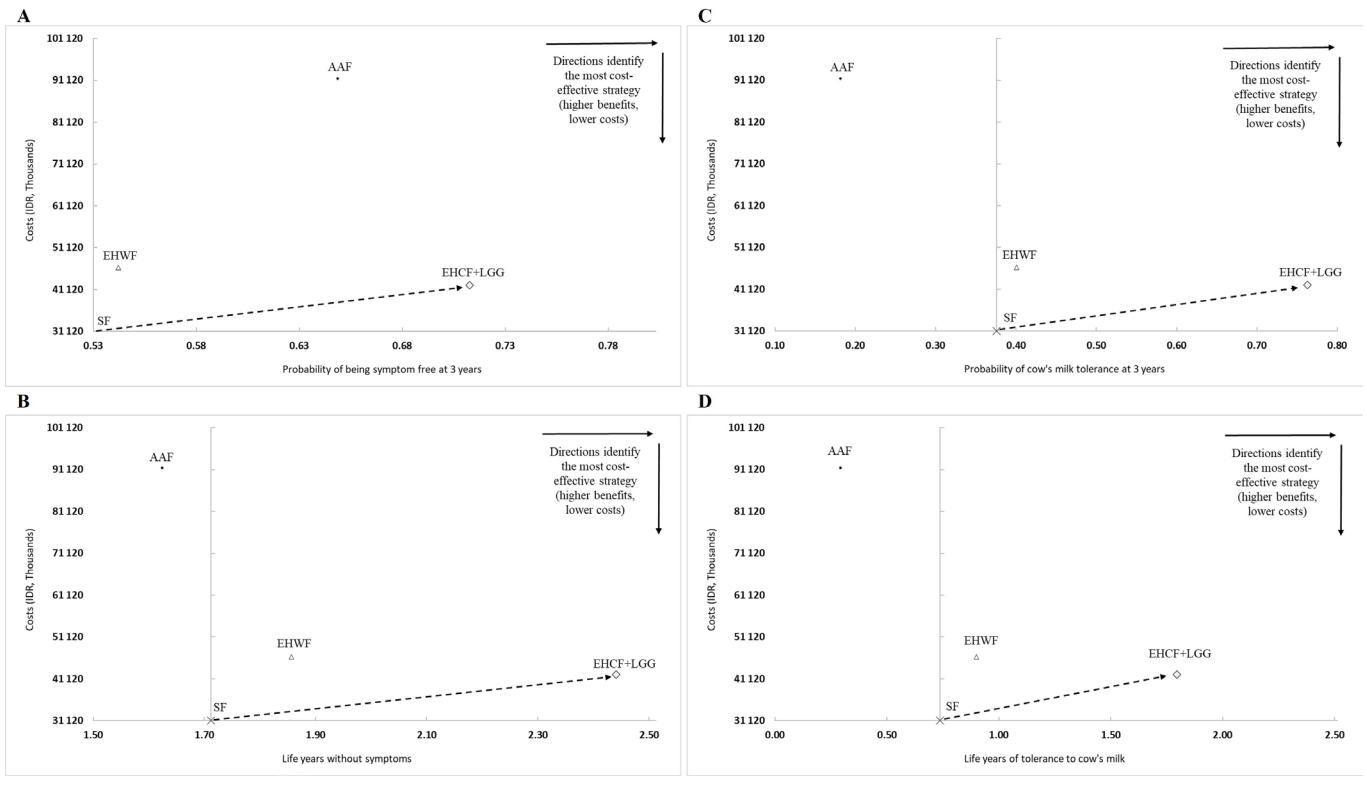 A
101 120
91 120
81 120
71 120
61 120
51 120
41 120
31 120
Costs (IDR, Thousands)
AAF
EHWF
EHCF+LGG
SF
Directions identify
the most cost-
effective strategy
(higher benefits,
lower costs)
0.53 0.58 0.63 0.68 0.73 0.78
Probability of being symptom free at 3 years
C
101 120
91 120
81 120
71 120
61 120
51 120
41 120
31 120
Costs (IDR, Thousands)
AAF
EHWF
EHCF+LGG
SF
Directions identify
the most cost-
effective strategy
(higher benefits,
lower costs)
0.10 0.20 0.30 0.40 0.50 0.60 0.70 0.80
Probability of cow's milk tolerance at 3 years
B
101 120
91 120
81 120
71 120
61 120
51 120
41 120
31 120
Costs (IDR, Thousands)
AAF
EHWF
EHCF+LGG
SF
Directions identify
the most cost-
effective strategy
(higher benefits,
lower costs)
1.50 1.70 1.90 2.10 2.30 2.50
Life years without symptoms
D
101 120
91 120
81 120
71 120
61 120
51 120
41 120
31 120
Costs (IDR, Thousands)
AAF
EHWF
EHCF+LGG
SF
Directions identify
the most cost-
effective strategy
(higher benefits,
lower costs)
0.00 0.50 1.00 1.50 2.00 2.50
Life years of tolerance to cow's milk